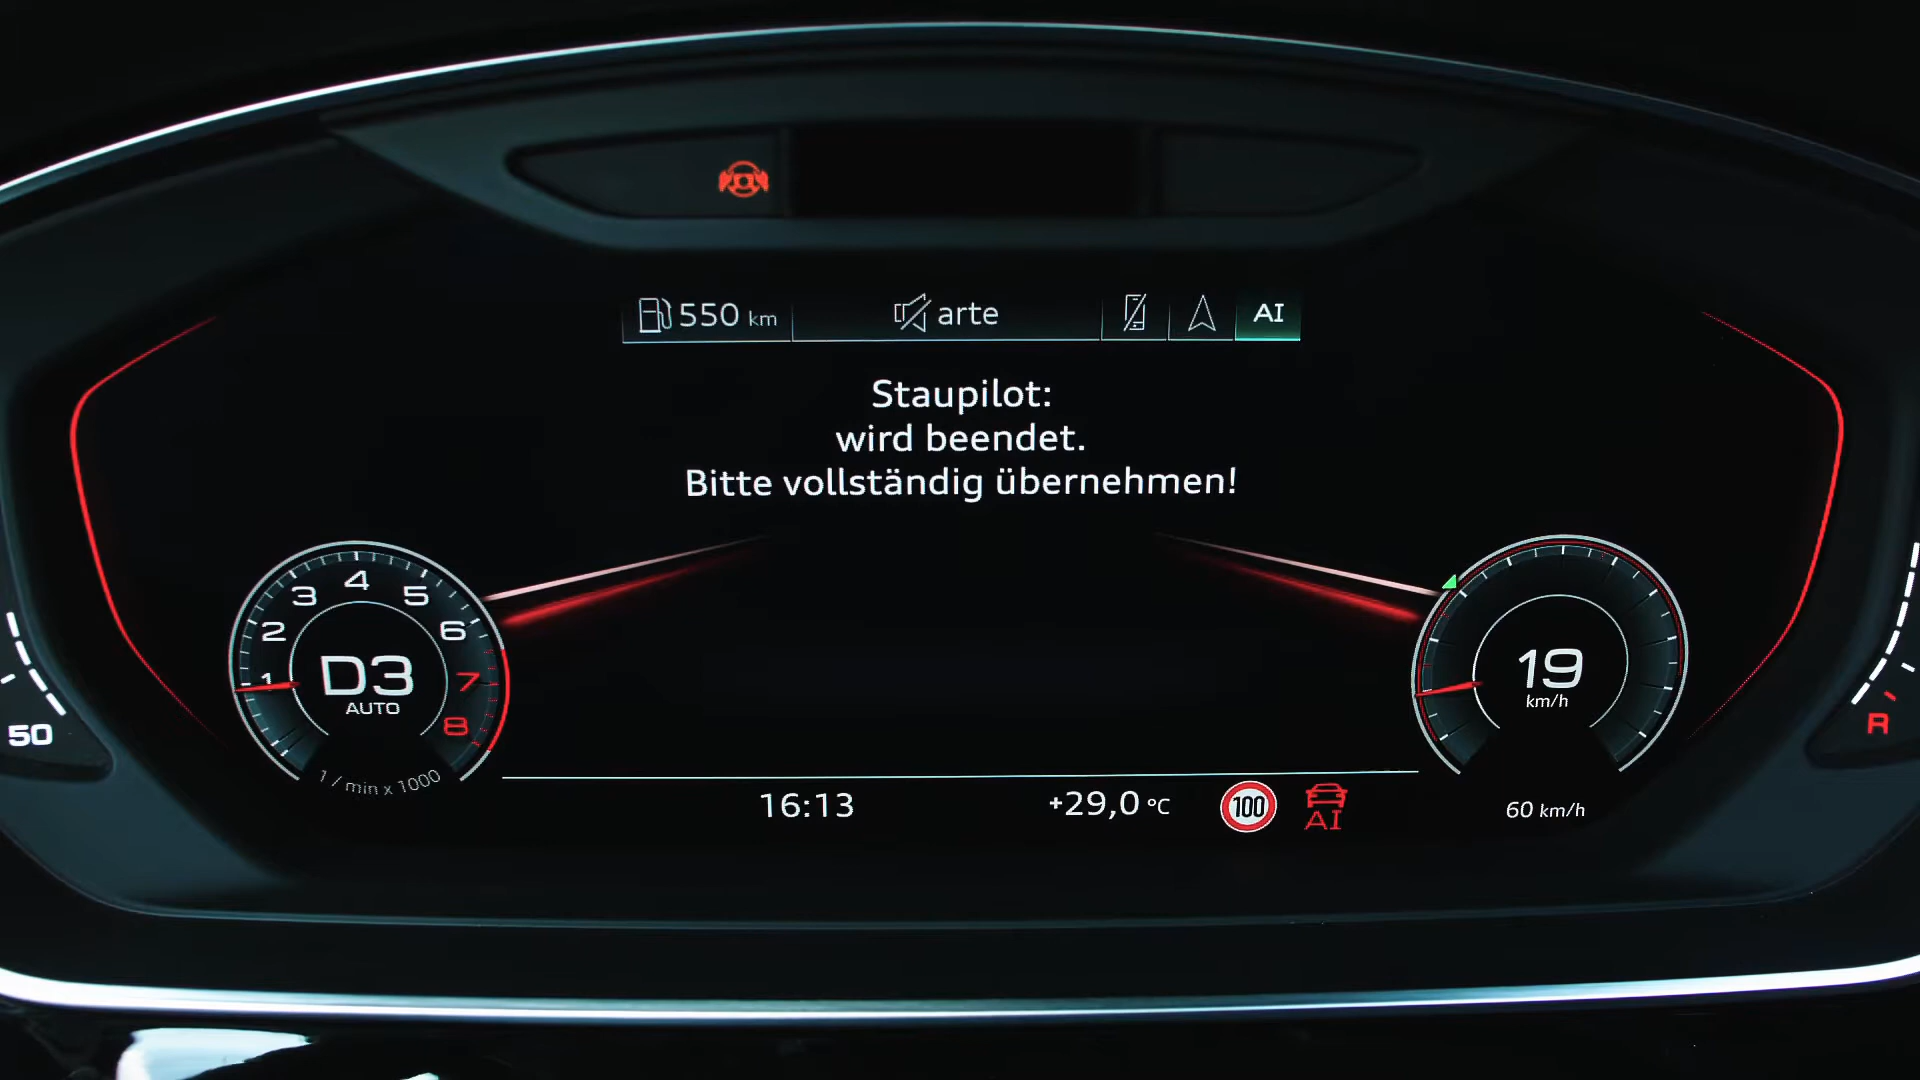 550 km
arte
AI
Staupilot:
wird beendet.
Bitte vollständig übernehmen!
1 2 3 4 5 6 7 8
D3
AUTO
1 / min x 1000
19
km/h
50
R
16:13
+29,0 °C
100
AI
60 km/h